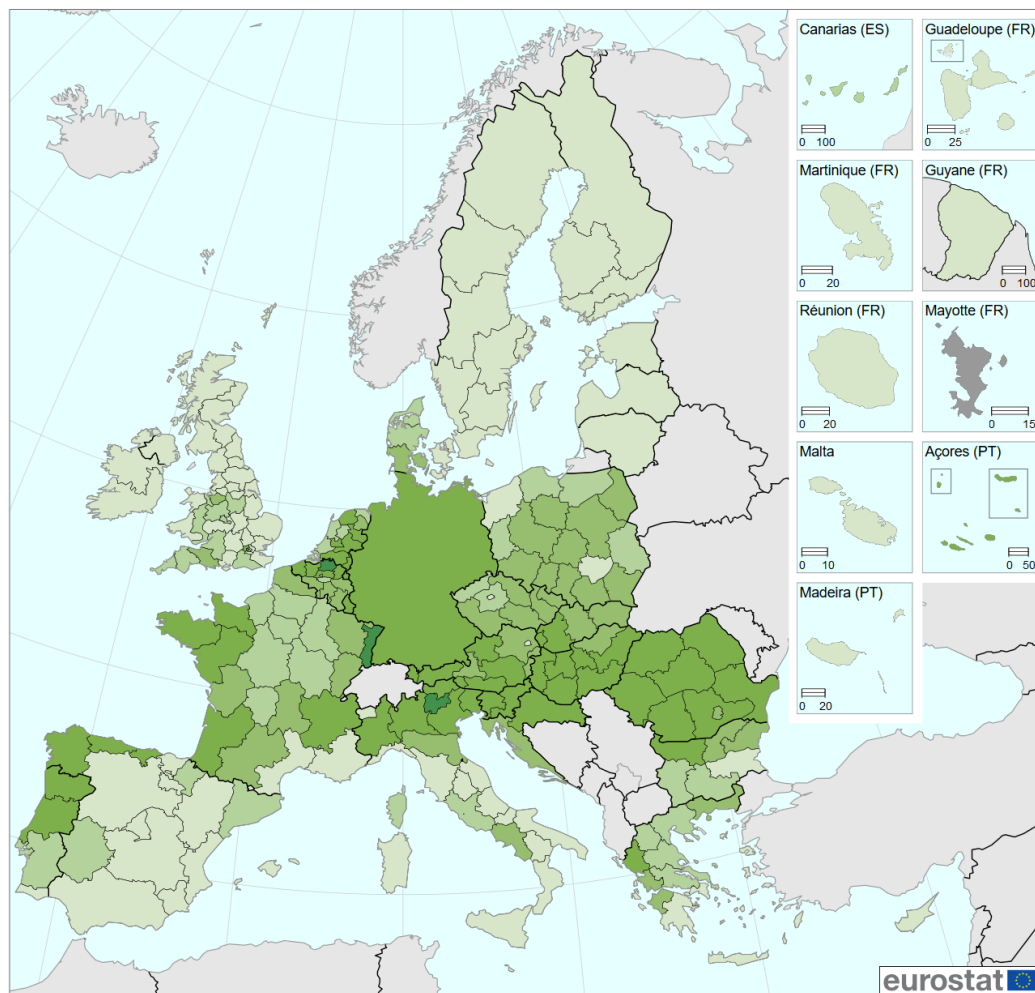 Canarias (ES)
0 100
Guadeloupe (FR)
0 25
Martinique (FR)
0 20
Guyane (FR)
0 100
Réunion (FR)
0 20
Mayotte (FR)
0 15
Malta
0 10
Açores (PT)
0 50
Madeira (PT)
0 20
eurostat